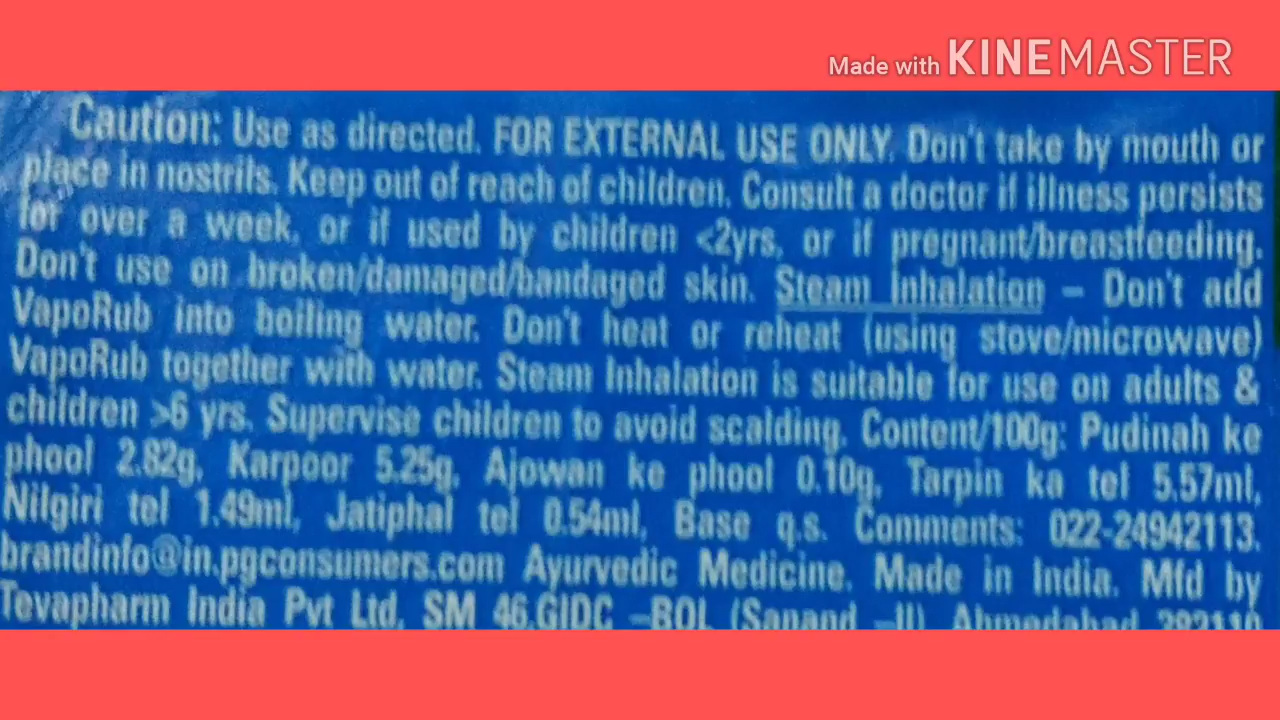 Made with KINEMASTER
Caution: Use as directed. FOR EXTERNAL USE ONLY. Don't take by mouth or
place in nostrils. Keep out of reach of children. Consult a doctor if illness persists
for over a week, or if used by children <2yrs, or if pregnant/breastfeeding.
Don't use on broken/damaged/bandaged skin. Steam Inhalation – Don't add
VapoRub into boiling water. Don't heat or reheat (using stove/microwave)
VapoRub together with water. Steam Inhalation is suitable for use on adults &
children >6 yrs. Supervise children to avoid scalding. Content/100g: Pudinah ke
phool 2.82g, Karpoor 5.25g, Ajowan ke phool 0.10g, Tarpin ka tel 5.57ml,
Nilgiri tel 1.49ml, Jatiphal tel 0.54ml, Base q.s. Comments: 022-24942113.
brandinfo@in.pgconsumers.com Ayurvedic Medicine. Made in India. Mfd by
Tevapharm India Pvt Ltd, SM 46,GIDC –BOL (Sanand –II) Ahmedabad